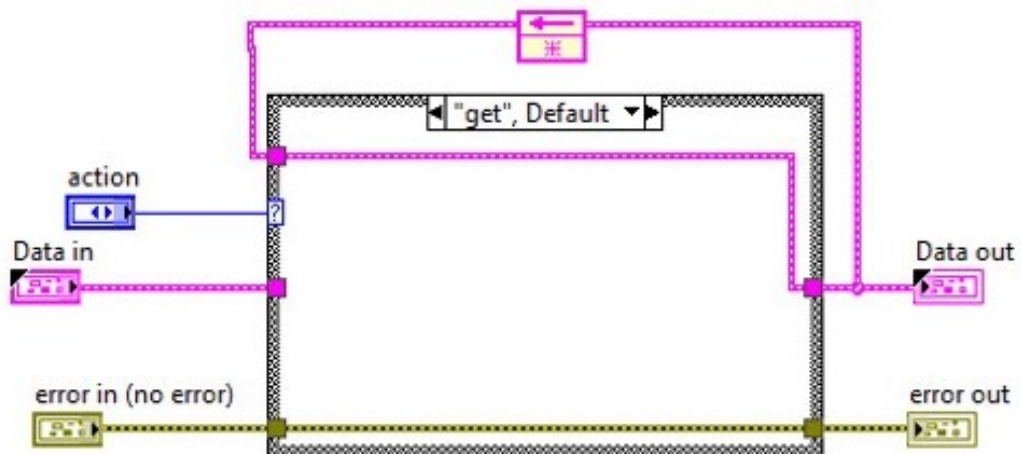 "get", Default
action
?
Data in
Data out
error in (no error)
error out